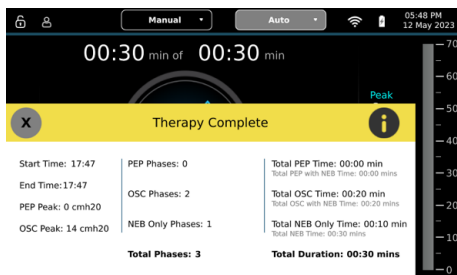 Manual
Auto
05:48 PM
12 May 2023
00:30 min of 00:30 min
Peak
X
Therapy Complete
i
Start Time: 17:47
End Time:17:47
PEP Peak: 0 cmh20
OSC Peak: 14 cmh20
PEP Phases: 0
OSC Phases: 2
NEB Only Phases: 1
Total Phases: 3
Total PEP Time: 00:00 min
Total PEP with NEB Time: 00:00 mins
Total OSC Time: 00:20 min
Total OSC with NEB Time: 00:20 mins
Total NEB Only Time: 00:10 min
Total NEB Time: 00:30 mins
Total Duration: 00:30 mins
70
60
50
40
30
20
10
0